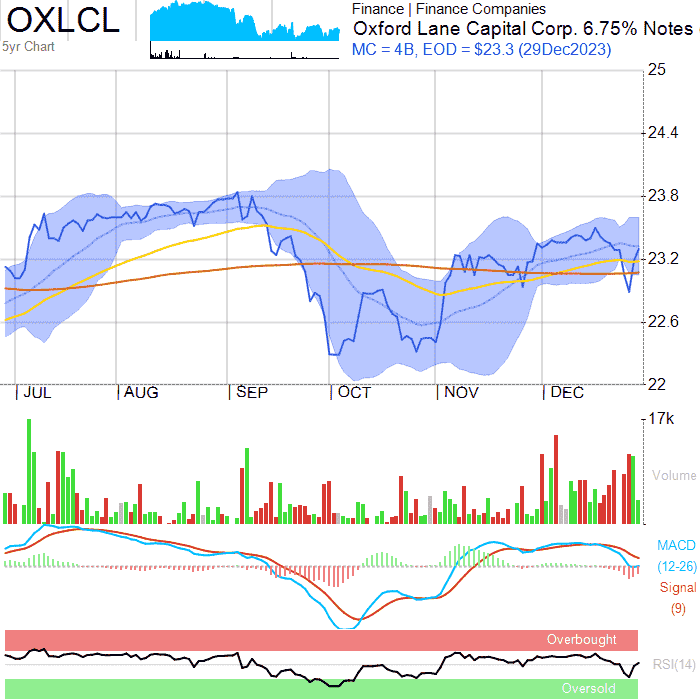 OXLCL
5yr Chart
Finance | Finance Companies
Oxford Lane Capital Corp. 6.75% Notes (
MC = 4B, EOD = $23.3 (29Dec2023)
25
24.4
23.8
23.2
22.6
22
JUL AUG SEP OCT NOV DEC
17k
Volume
MACD
(12-26)
Signal
(9)
Overbought
RSI(14)
Oversold